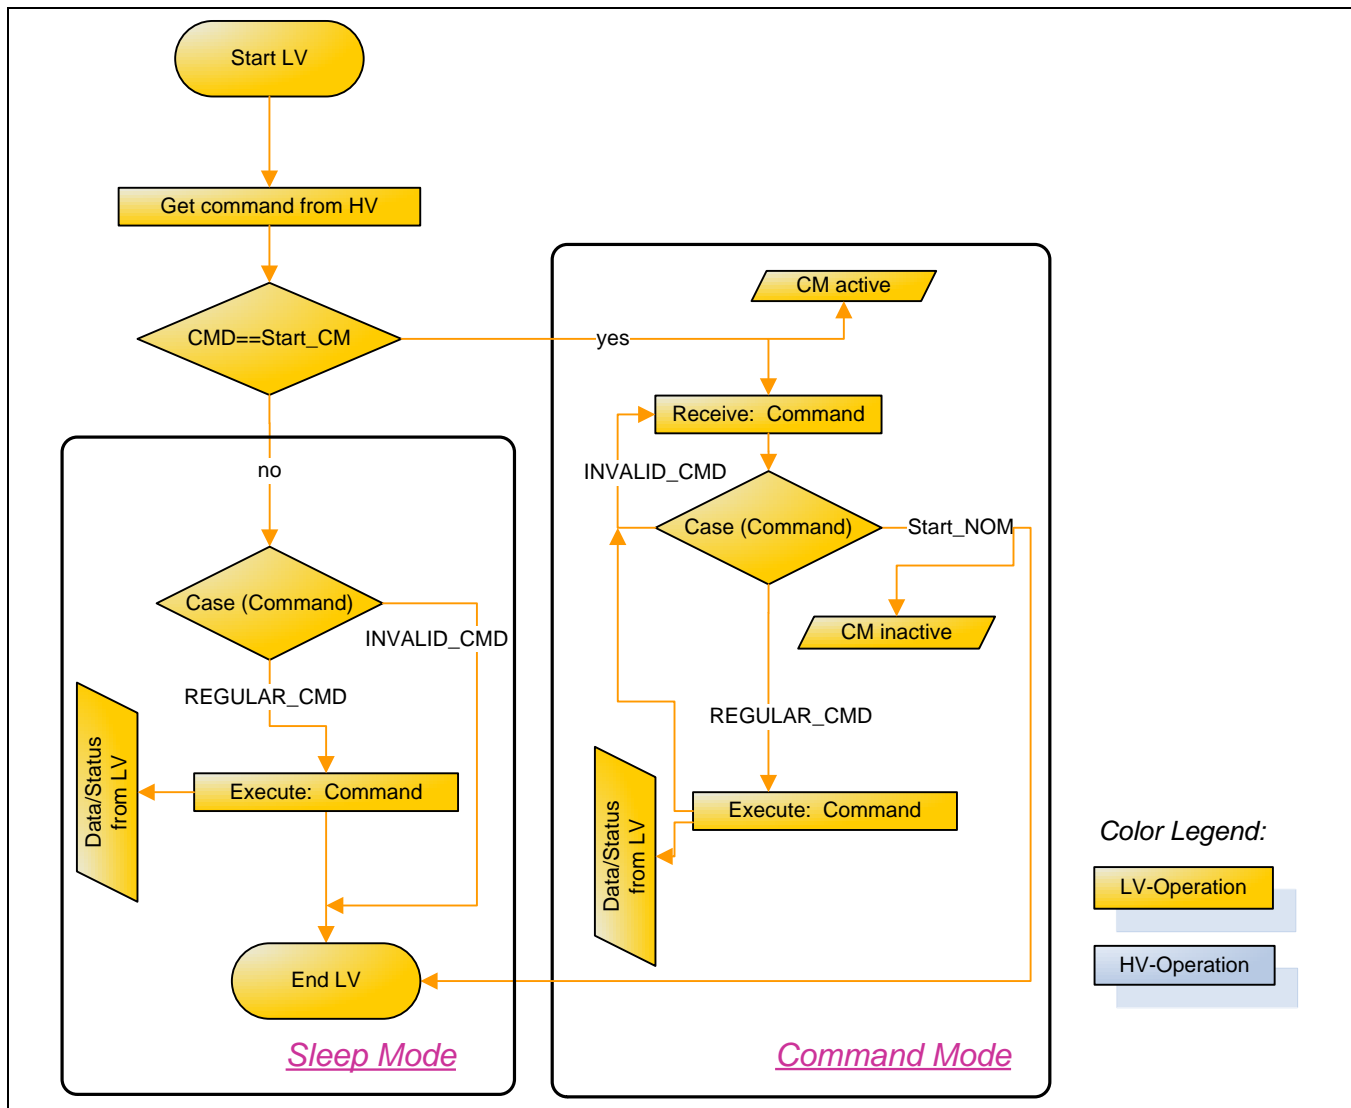 Start LV
Get command from HV
CMD==Start_CM
yes
no
CM active
Receive:  Command
INVALID_CMD
Case (Command)
Start_NOM
CM inactive
REGULAR_CMD
Execute:  Command
Data/Status
from LV
Command Mode
Case (Command)
INVALID_CMD
REGULAR_CMD
Execute:  Command
Data/Status
from LV
End LV
Sleep Mode
Color Legend:
LV-Operation
HV-Operation